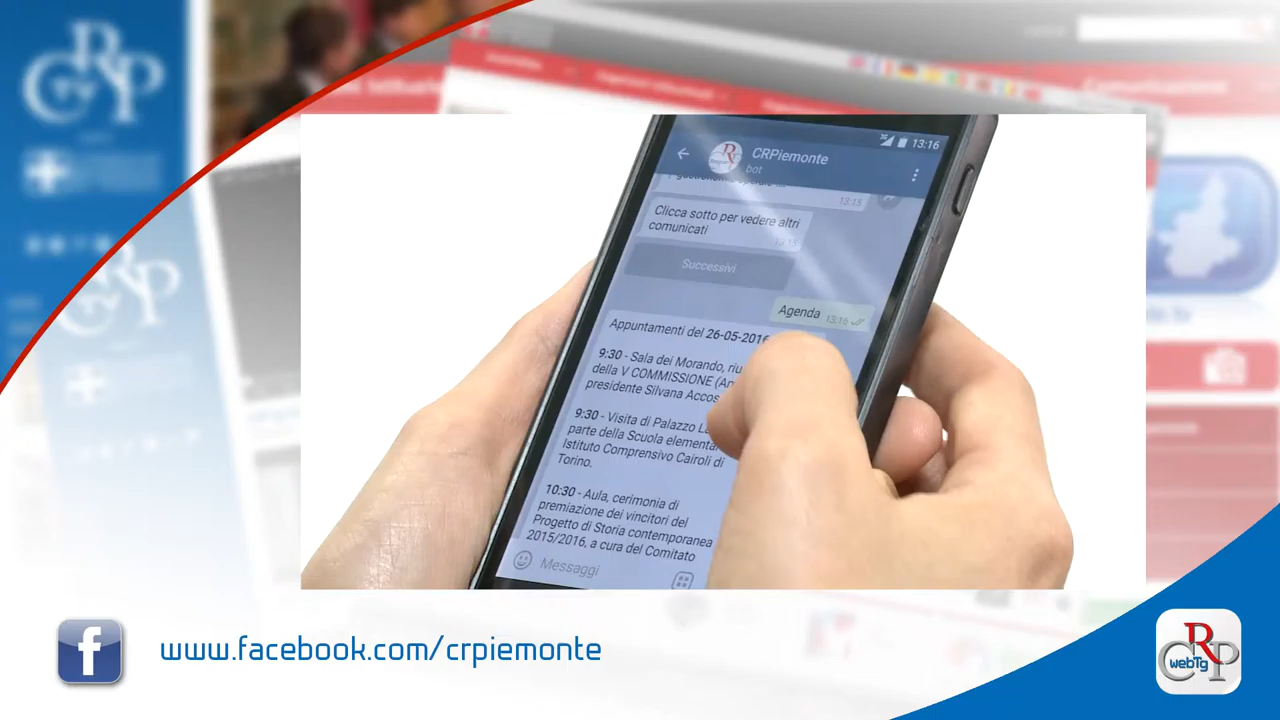 CRP
TV
CRPiemonte
bot
13:16
13:15
Clicca sotto per vedere altri
comunicati
13:15
Successivi
Agenda 13:16
Appuntamenti del 26-05-2016
9:30 - Sala dei Morando,
della V COMMISSIONE
presidente Silvana
9:30 - Visita di Palazzo
parte della Scuola
Istituto Comprensivo Cairoli di
Torino.
10:30 - Aula, cerimonia di
premiazione dei vincitori del
Progetto di Storia contemporanea
2015/2016, a cura del Comitato
Messaggi
f www.facebook.com/crpiemonte
CRP
webTg